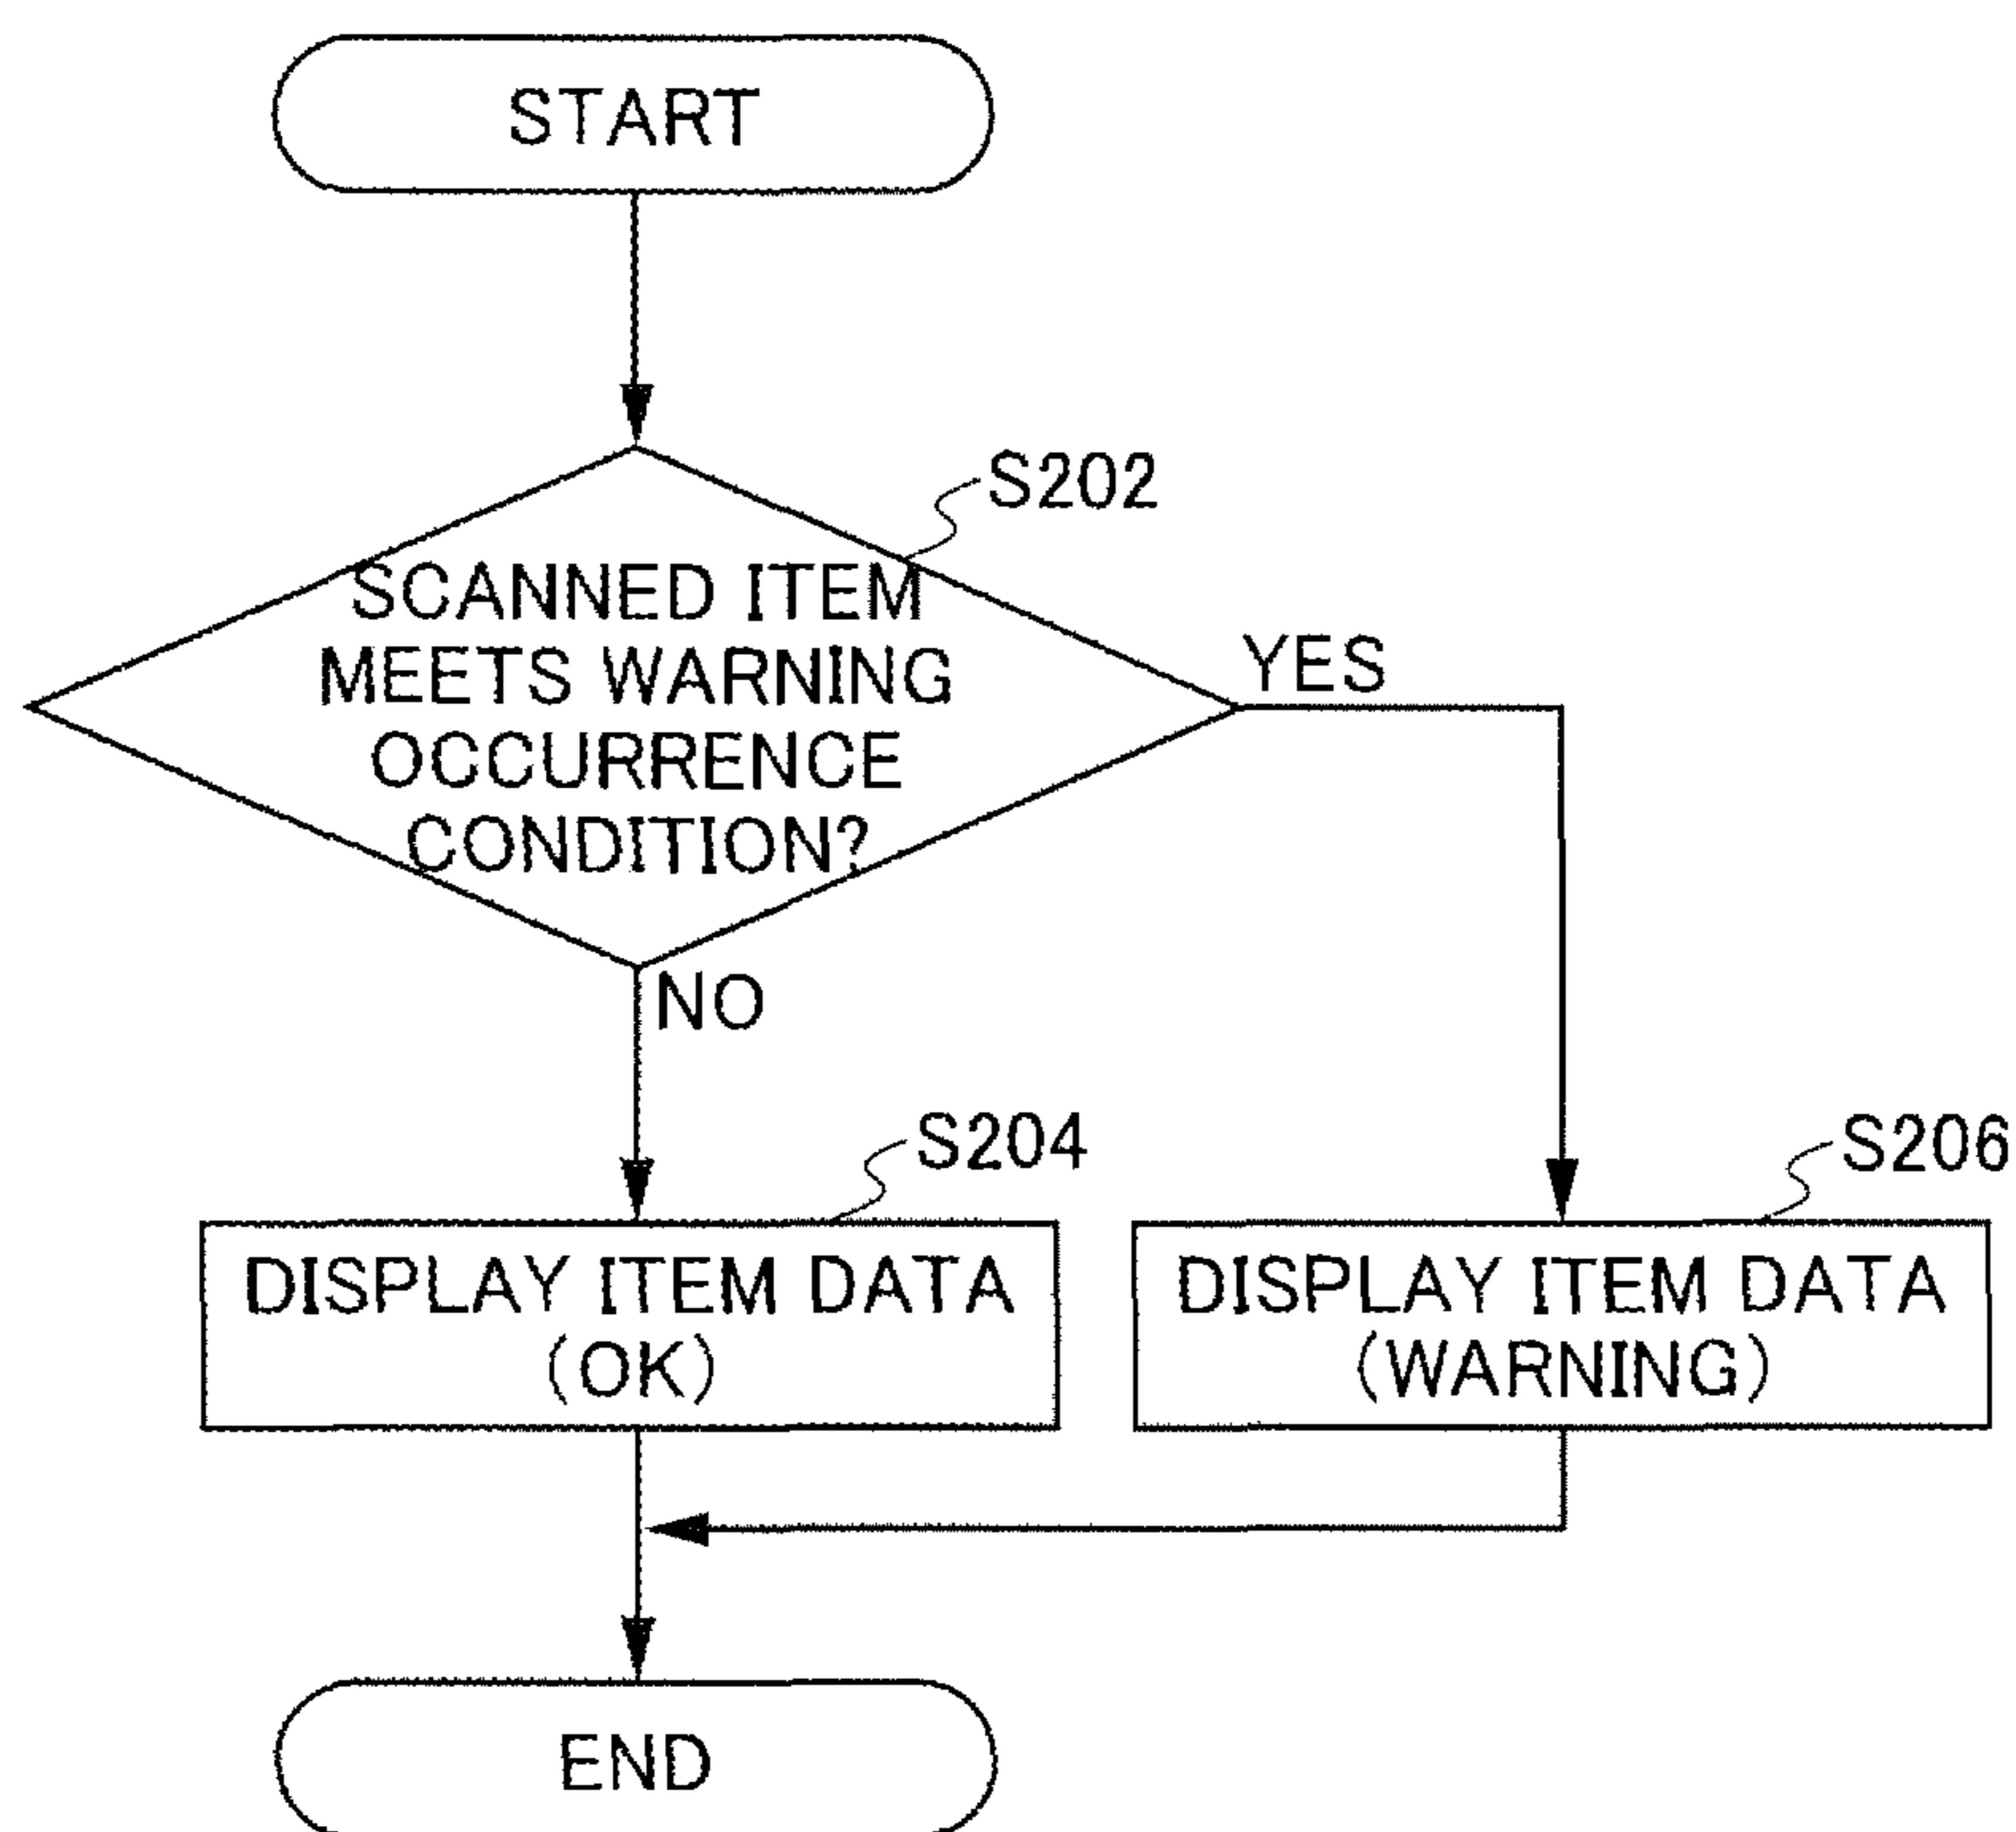 START
S202
SCANNED ITEM
MEETS WARNING
OCCURRENCE
CONDITION?
YES
NO
S204
S206
DISPLAY ITEM DATA
(OK)
DISPLAY ITEM DATA
(WARNING)
END